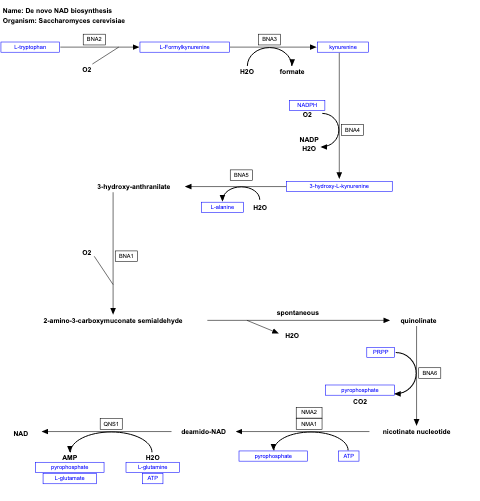 Name: De novo NAD biosynthesis
Organism: Saccharomyces cerevisiae
BNA2
BNA3
L-tryptophan
L-Formylkynurenine
kynurenine
O2
H2O
formate
NADPH
O2
BNA4
NADP
H2O
BNA5
3-hydroxy-anthranilate
3-hydroxy-L-kynurenine
L-alanine
H2O
O2
BNA1
spontaneous
2-amino-3-carboxymuconate semialdehyde
quinolinate
H2O
PRPP
BNA6
pyrophosphate
CO2
NMA2
QNS1
NMA1
NAD
deamido-NAD
nicotinate nucleotide
AMP
H2O
pyrophosphate
ATP
pyrophosphate
L-glutamine
L-glutamate
ATP